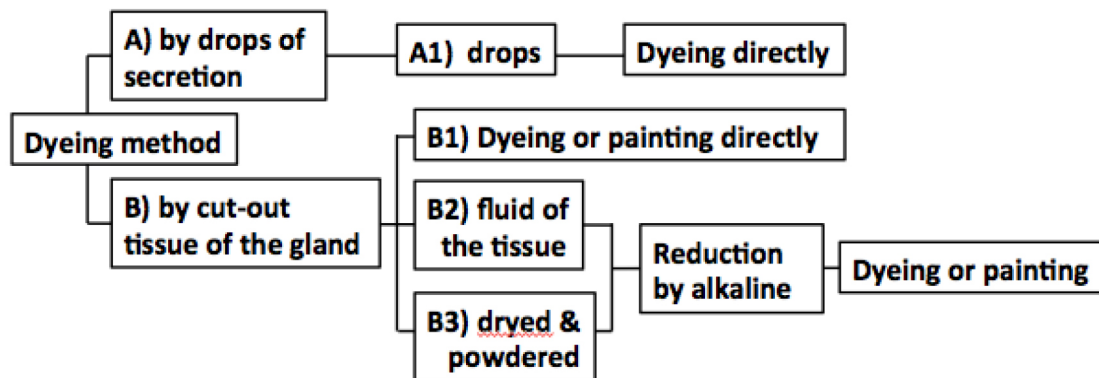 A) by drops of
secretion
A1) drops
Dyeing directly
Dyeing method
B1) Dyeing or painting directly
B) by cut-out
tissue of the gland
B2) fluid of
the tissue
Reduction
by alkaline
Dyeing or painting
B3) dryed &
powdered